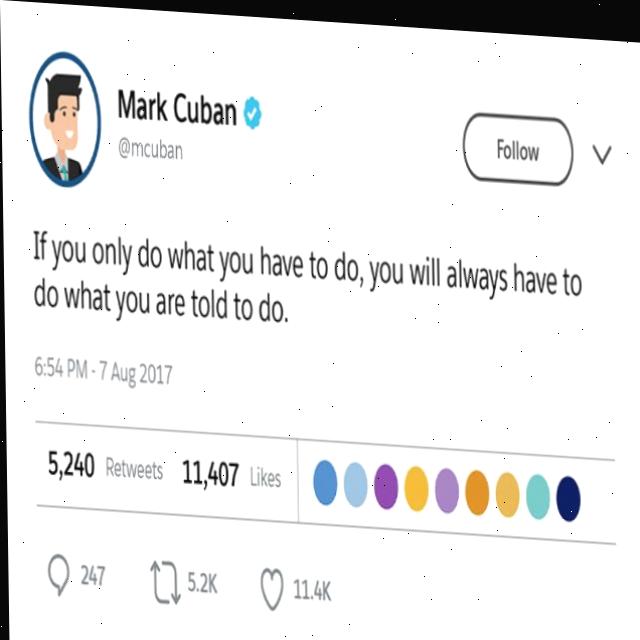 Mark Cuban
@mcuban
Follow
If you only do what you have to do, you will always have to
do what you are told to do.
6:54 PM - 7 Aug 2017
5,240 Retweets 11,407 Likes
247 5.2K 11.4K